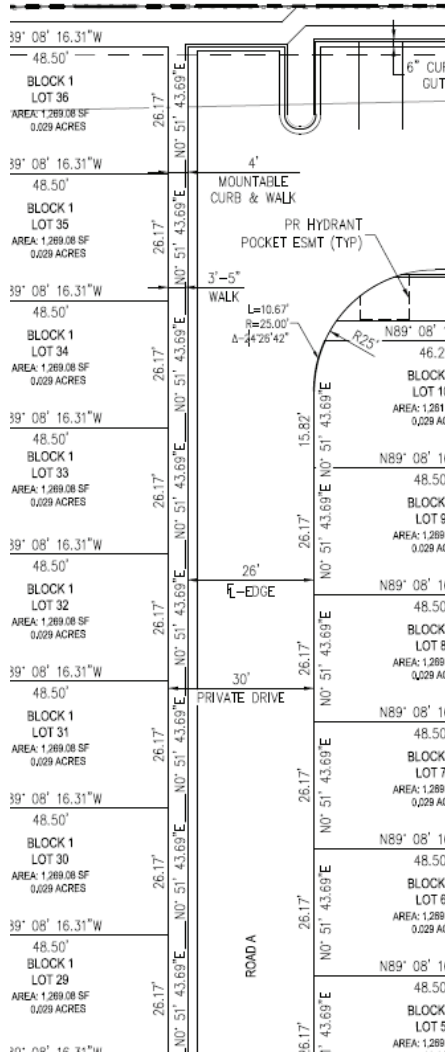 89° 08' 16.31"W
48.50'
BLOCK 1
LOT 36
AREA: 1,269.08 SF
0.029 ACRES
26.17'
N0° 51' 43.69"E
89° 08' 16.31"W
48.50'
BLOCK 1
LOT 35
AREA: 1,269.08 SF
0.029 ACRES
26.17'
N0° 51' 43.69"E
89° 08' 16.31"W
48.50'
BLOCK 1
LOT 34
AREA: 1,269.08 SF
0.029 ACRES
26.17'
N0° 51' 43.69"E
89° 08' 16.31"W
48.50'
BLOCK 1
LOT 33
AREA: 1,269.08 SF
0.029 ACRES
26.17'
N0° 51' 43.69"E
89° 08' 16.31"W
48.50'
BLOCK 1
LOT 32
AREA: 1,269.08 SF
0.029 ACRES
26.17'
N0° 51' 43.69"E
89° 08' 16.31"W
48.50'
BLOCK 1
LOT 31
AREA: 1,269.08 SF
0.029 ACRES
26.17'
N0° 51' 43.69"E
89° 08' 16.31"W
48.50'
BLOCK 1
LOT 30
AREA: 1,269.08 SF
0.029 ACRES
26.17'
N0° 51' 43.69"E
89° 08' 16.31"W
48.50'
BLOCK 1
LOT 29
AREA: 1,269.08 SF
0.029 ACRES
26.17'
N0° 51' 43.69"E
89° 08' 16.31"W
6" CU
GUT
4'
MOUNTABLE
CURB & WALK
PR HYDRANT
POCKET ESMT (TYP)
3'-5"
WALK
L=10.67'
R=25.00'
Δ=24°26'42"
R25'
26'
FL-EDGE
30'
PRIVATE DRIVE
ROAD A
N89° 08'
46.2
BLOCK
LOT 1
AREA: 1,261
0.029 A
15.82'
N0° 51' 43.69"E
N89° 08' 1
48.50
BLOCK
LOT 9
AREA: 1,269
0.029 A
26.17'
N0° 51' 43.69"E
N89° 08' 1
48.50
BLOCK
LOT 8
AREA: 1,269
0.029 A
26.17'
N0° 51' 43.69"E
N89° 08' 1
48.50
BLOCK
LOT 7
AREA: 1,269
0.029 A
26.17'
N0° 51' 43.69"E
N89° 08' 1
48.50
BLOCK
LOT 6
AREA: 1,269
0.029 A
26.17'
N0° 51' 43.69"E
N89° 08' 1
48.50
BLOCK
LOT 5
AREA: 1,269
26.17'
43.69"E